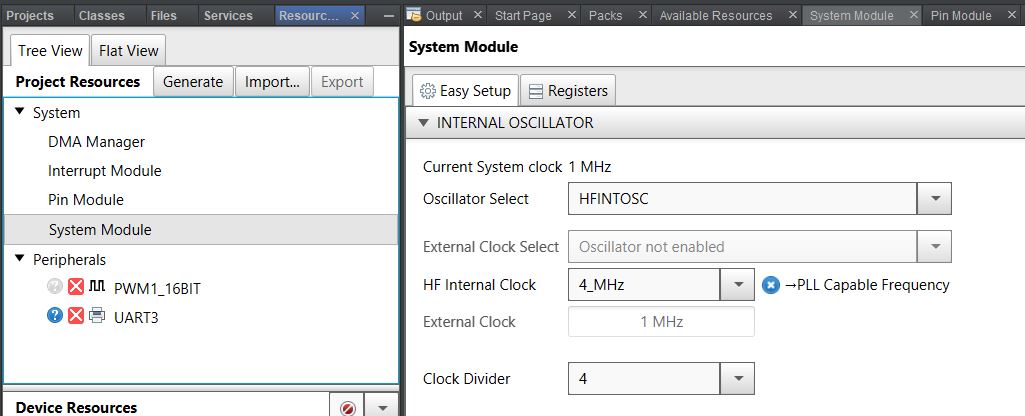 Projects Classes Files Services Resourc...
Output Start Page Packs Available Resources System Module Pin Module
Tree View Flat View
Project Resources Generate Import... Export
System
DMA Manager
Interrupt Module
Pin Module
System Module
Peripherals
PWM1_16BIT
UART3
Device Resources
System Module
Easy Setup Registers
INTERNAL OSCILLATOR
Current System clock 1 MHz
Oscillator Select HFINTOSC
External Clock Select Oscillator not enabled
HF Internal Clock 4_MHz →PLL Capable Frequency
External Clock 1 MHz
Clock Divider 4